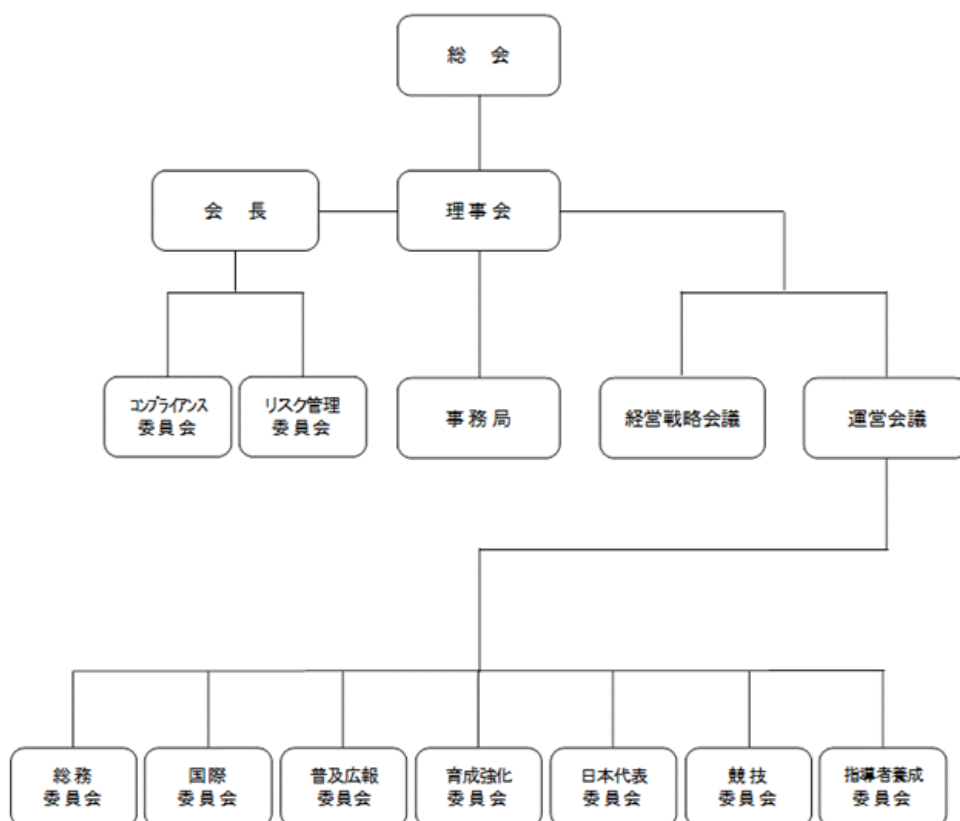 総　会
会　長
理事会
コンプライアンス
委員会
リスク管理
委員会
事務局
経営戦略会議
運営会議
総務
委員会
国際
委員会
普及広報
委員会
育成強化
委員会
日本代表
委員会
競技
委員会
指導者養成
委員会